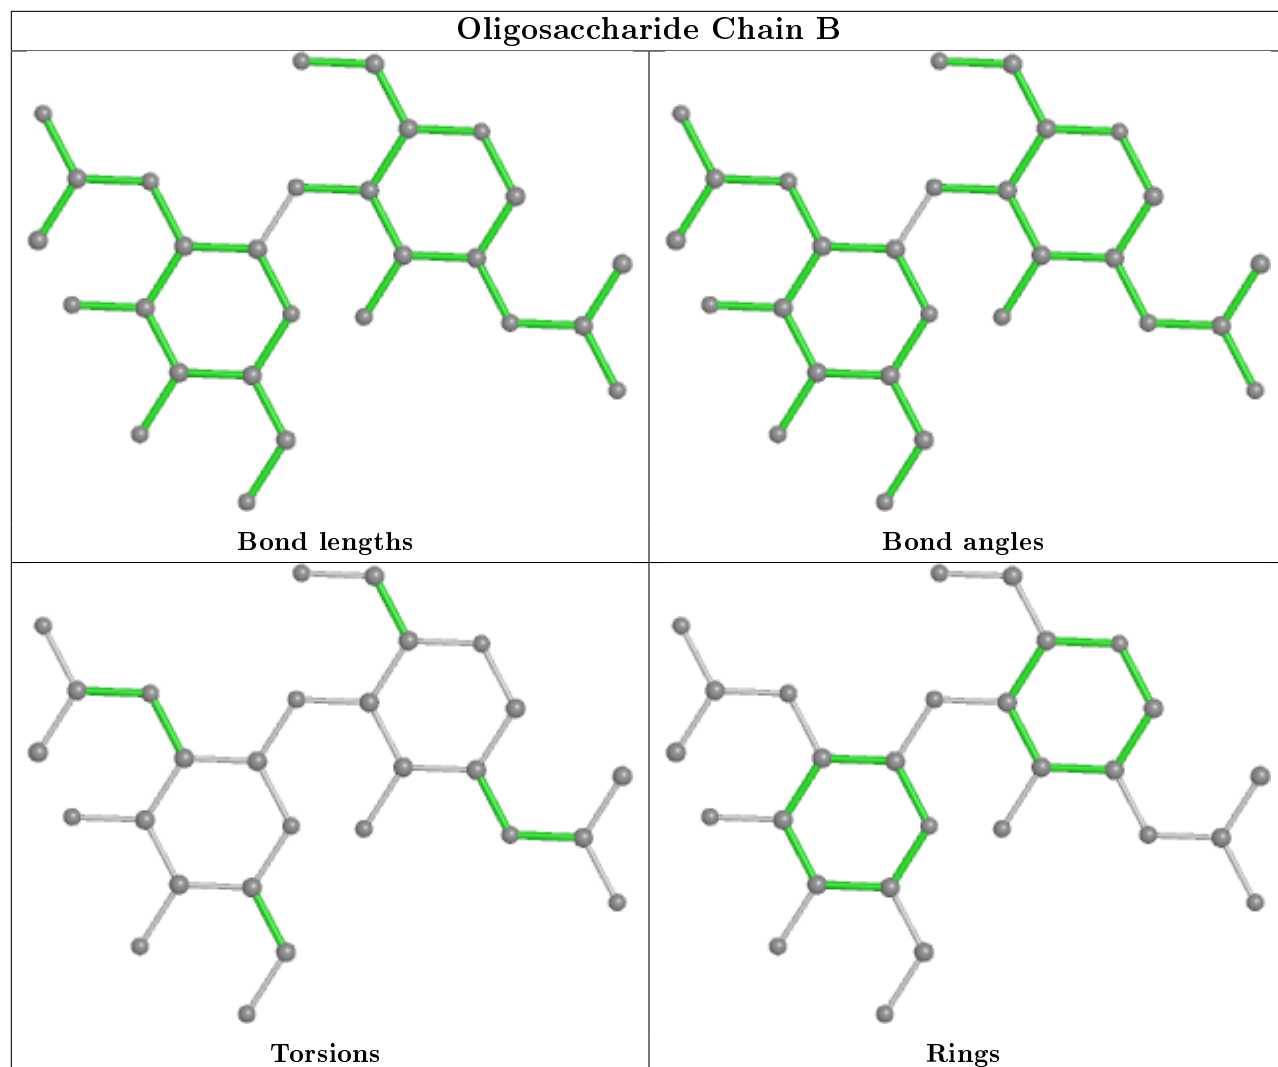 Oligosaccharide Chain B
Bond lengths
Bond angles
Torsions
Rings